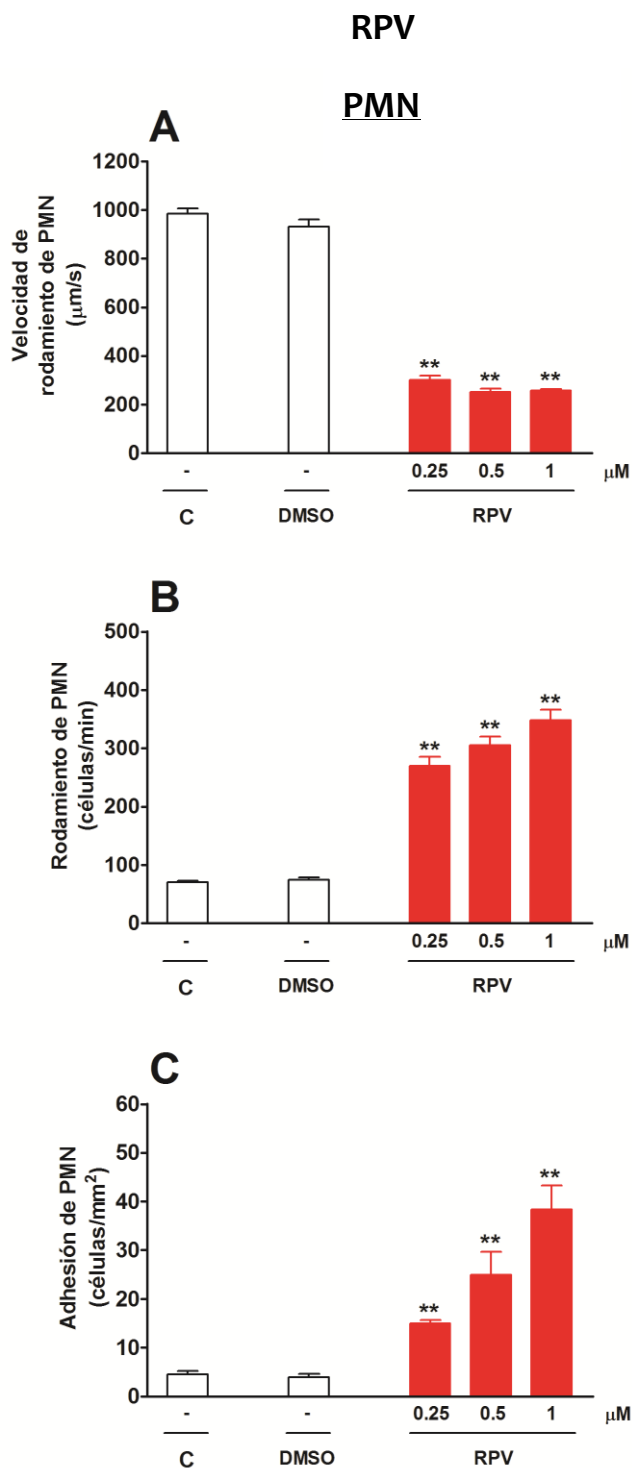 RPV
PMN
A
Velocidad de
rodamiento de PMN
(µm/s)
1200
1000
800
600
400
200
0
** ** **
- - 0.25 0.5 1 µM
C DMSO RPV
B
Rodamiento de PMN
(células/min)
500
400
300
200
100
0
** ** **
- - 0.25 0.5 1 µM
C DMSO RPV
C
Adhesión de PMN
(células/mm²)
60
50
40
30
20
10
0
** ** **
- - 0.25 0.5 1 µM
C DMSO RPV